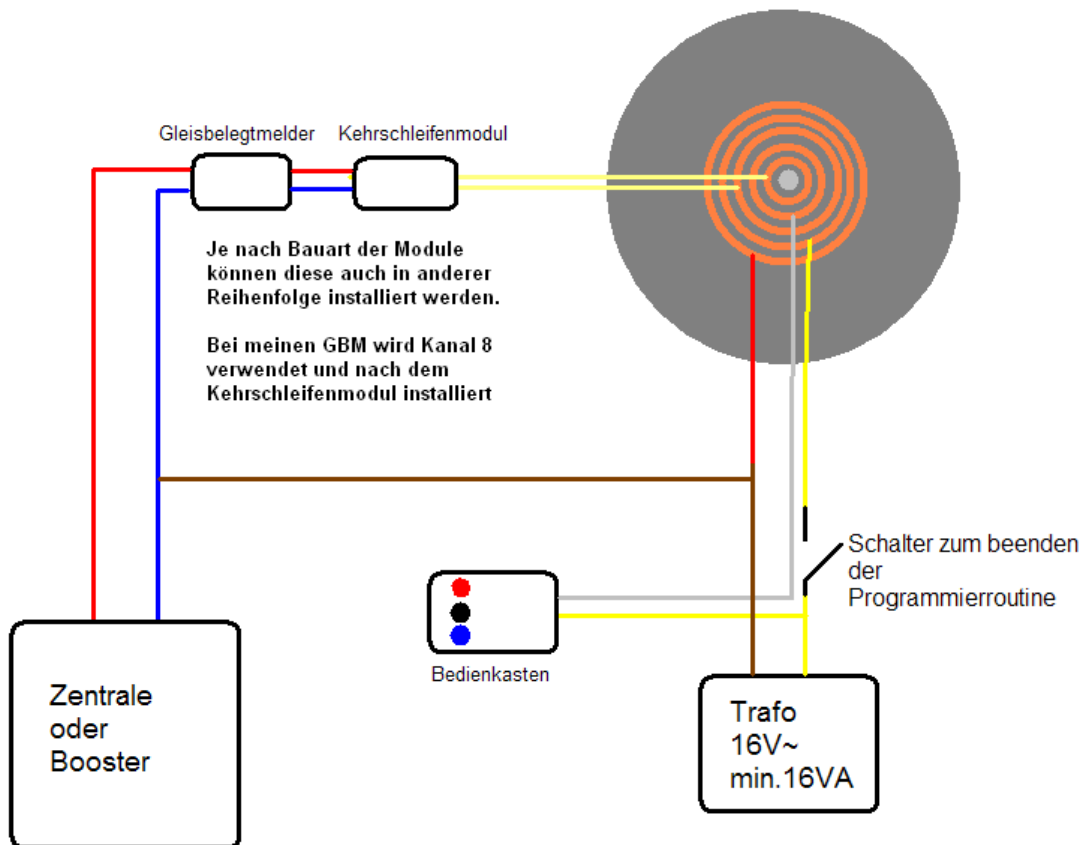 Gleisbelegtmelder
Kehrschleifenmodul
Je nach Bauart der Module
können diese auch in anderer
Reihenfolge installiert werden.
Bei meinen GBM wird Kanal 8
verwendet und nach dem
Kehrschleifenmodul installiert
Schalter zum beenden
der
Programmierroutine
Bedienkasten
Zentrale
oder
Booster
Trafo
16V~
min.16VA